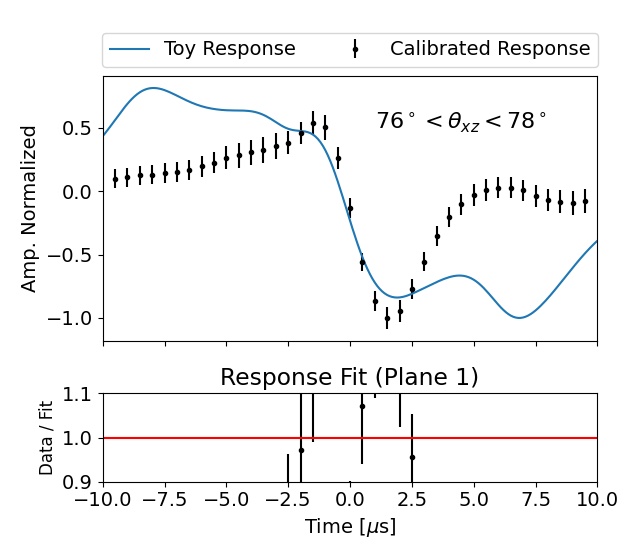 Toy Response
Calibrated Response
76° < θxz < 78°
Amp. Normalized
0.5
0.0
−0.5
−1.0
Response Fit (Plane 1)
Data / Fit
1.1
1.0
0.9
−10.0 −7.5 −5.0 −2.5 0.0 2.5 5.0 7.5 10.0
Time [μs]